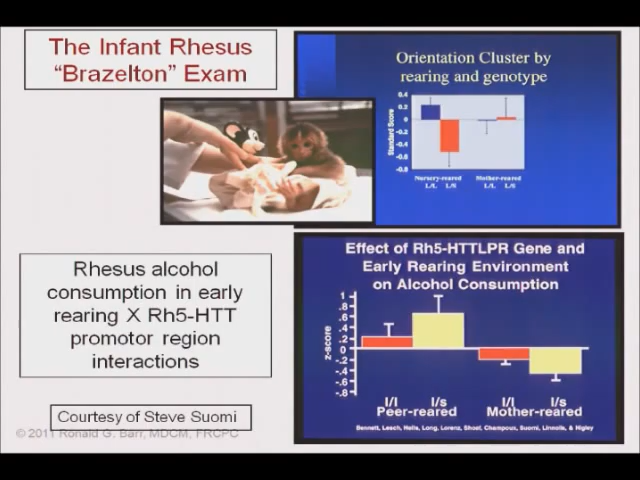 The Infant Rhesus
“Brazelton” Exam
Orientation Cluster by
rearing and genotype
Standard Score
0.4
0.2
0
-0.2
-0.4
-0.6
-0.8
Nursery-reared Mother-reared
L/L L/S L/L L/S
Rhesus alcohol
consumption in early
rearing X Rh5-HTT
promotor region
interactions
Effect of Rh5-HTTLPR Gene and
Early Rearing Environment
on Alcohol Consumption
z-score
1
.8
.6
.4
.2
0
-.2
-.4
-.6
-.8
l/l l/s l/l l/s
Peer-reared Mother-reared
Bennett, Lesch, Heils, Long, Lorenz, Shoaf, Champoux, Suomi, Linnoila, & Higley
Courtesy of Steve Suomi
© 2011 Ronald G. Barr, MDCM, FRCPC